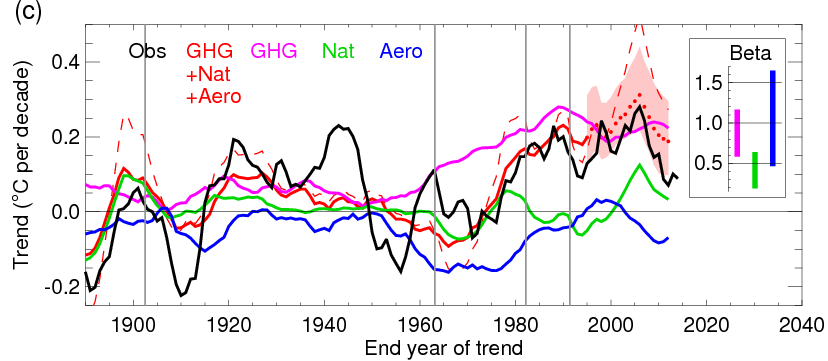 (c)
Obs GHG GHG Nat Aero
+Nat
+Aero
Beta
1.5
1.0
0.5
0.4
0.2
0.0
-0.2
Trend (°C per decade)
1900 1920 1940 1960 1980 2000 2020 2040
End year of trend